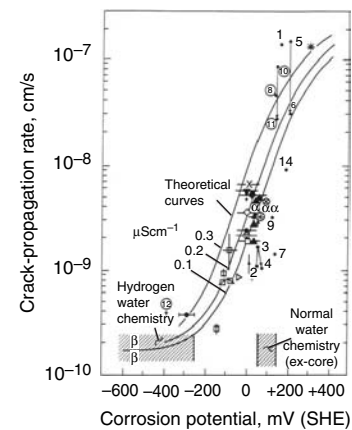 Crack-propagation rate, cm/s
10⁻⁷
10⁻⁸
10⁻⁹
10⁻¹⁰
1
5
10
8
6
11
14
Theoretical
curves
α
αα
9
μScm⁻¹
0.3
0.2
0.1
3
7
2
4
12
Hydrogen
water
chemistry
Normal
water
chemistry
(ex-core)
β
β
−600 −400 −200 0 +200 +400
Corrosion potential, mV (SHE)